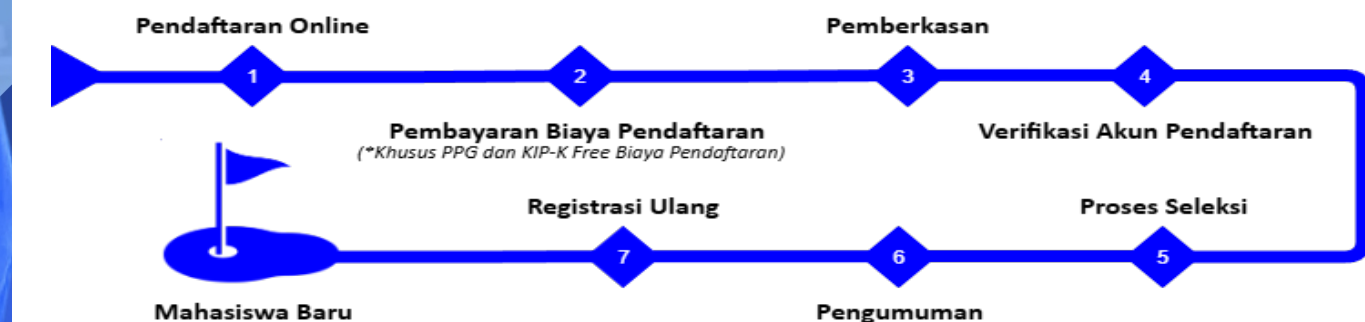 Pendaftaran Online
Pemberkasan
1
2
3
4
Pembayaran Biaya Pendaftaran
(*Khusus PPG dan KIP-K Free Biaya Pendaftaran)
Verifikasi Akun Pendaftaran
Registrasi Ulang
Proses Seleksi
7
6
5
Mahasiswa Baru
Pengumuman